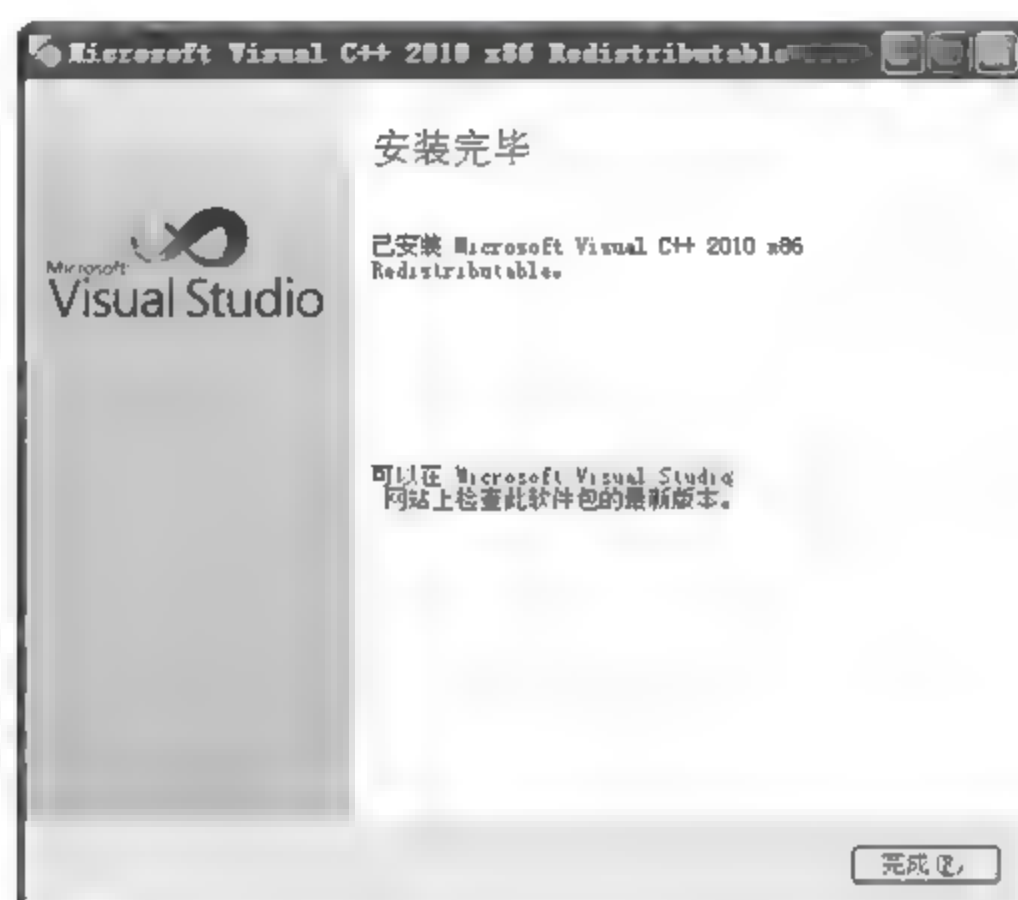 Microsoft Visual C++ 2010 x86 Redistributable
安装完毕
Microsoft
Visual Studio
已安装 Microsoft Visual C++ 2010 x86
Redistributable。
可以在 Microsoft Visual Studio
网站上检查此软件包的最新版本。
完成